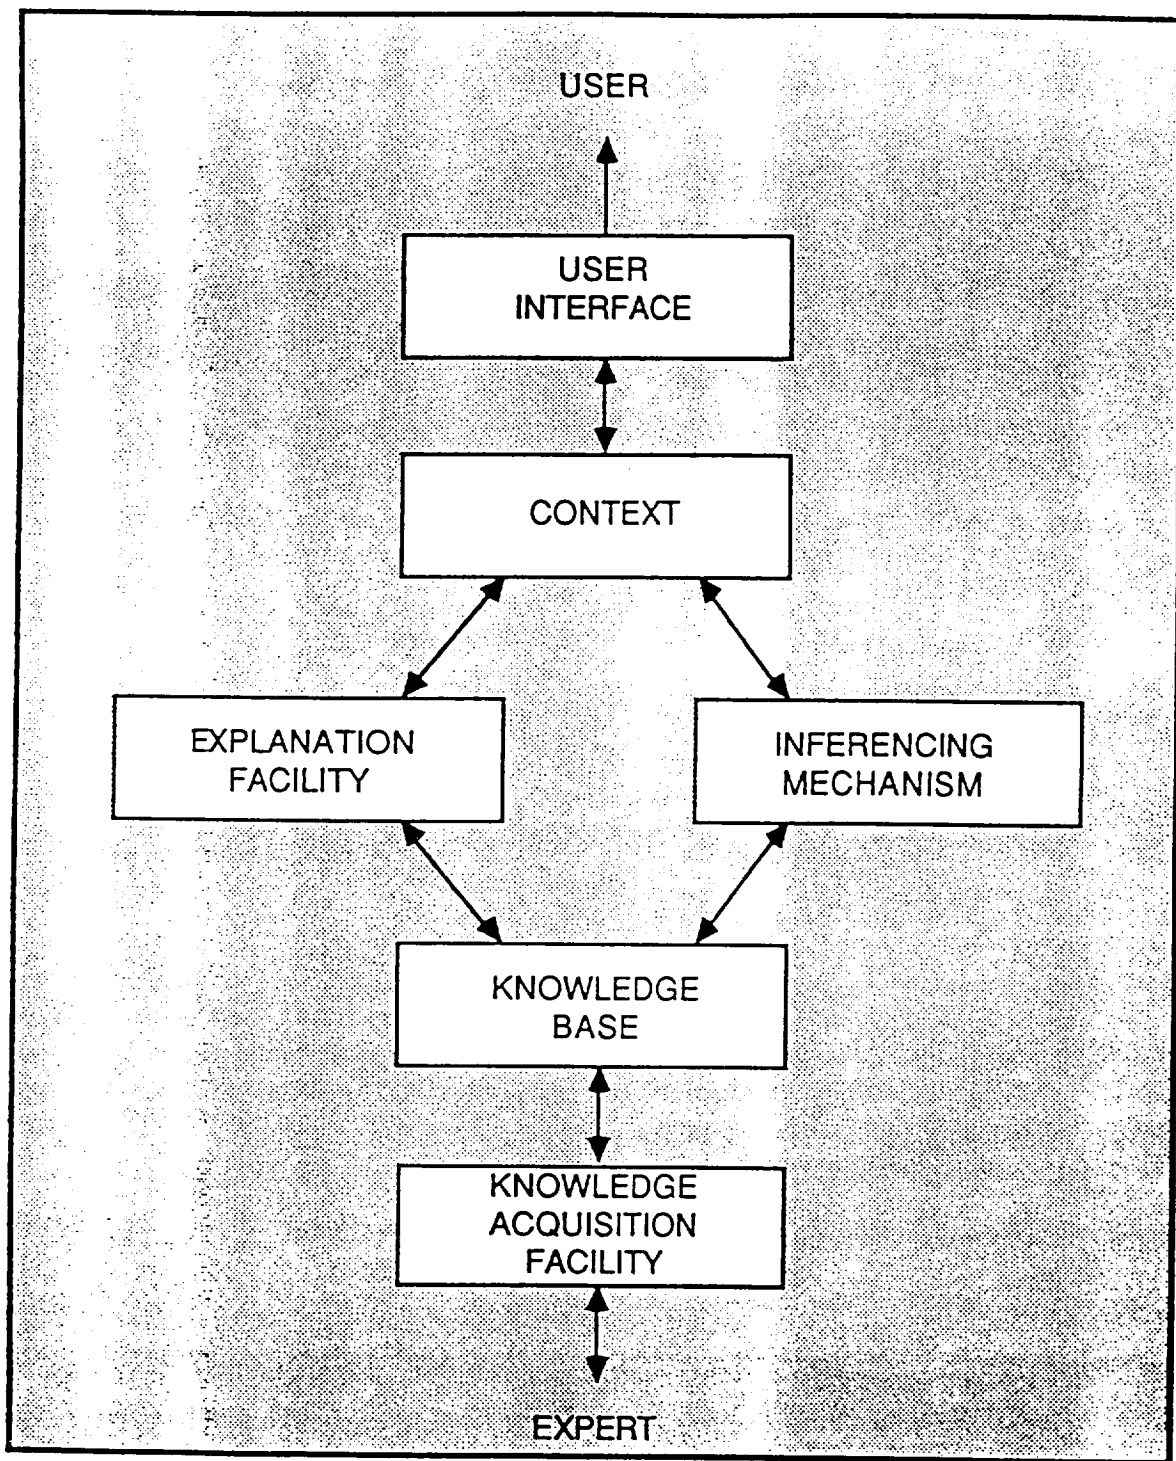 USER
USER
INTERFACE
CONTEXT
EXPLANATION
FACILITY
INFERENCING
MECHANISM
KNOWLEDGE
BASE
KNOWLEDGE
ACQUISITION
FACILITY
EXPERT